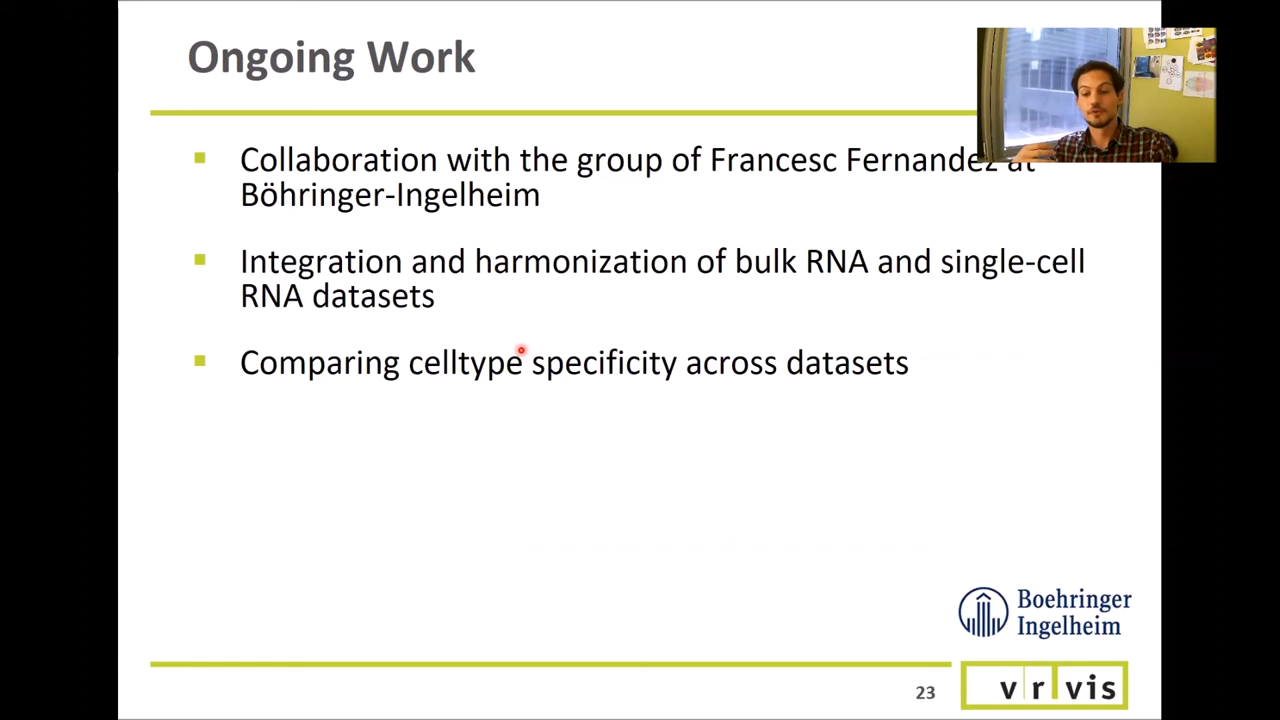 Ongoing Work
Collaboration with the group of Francesc Fernandez at
Böhringer-Ingelheim
Integration and harmonization of bulk RNA and single-cell
RNA datasets
Comparing celltype specificity across datasets
Boehringer
Ingelheim
23
vrvis